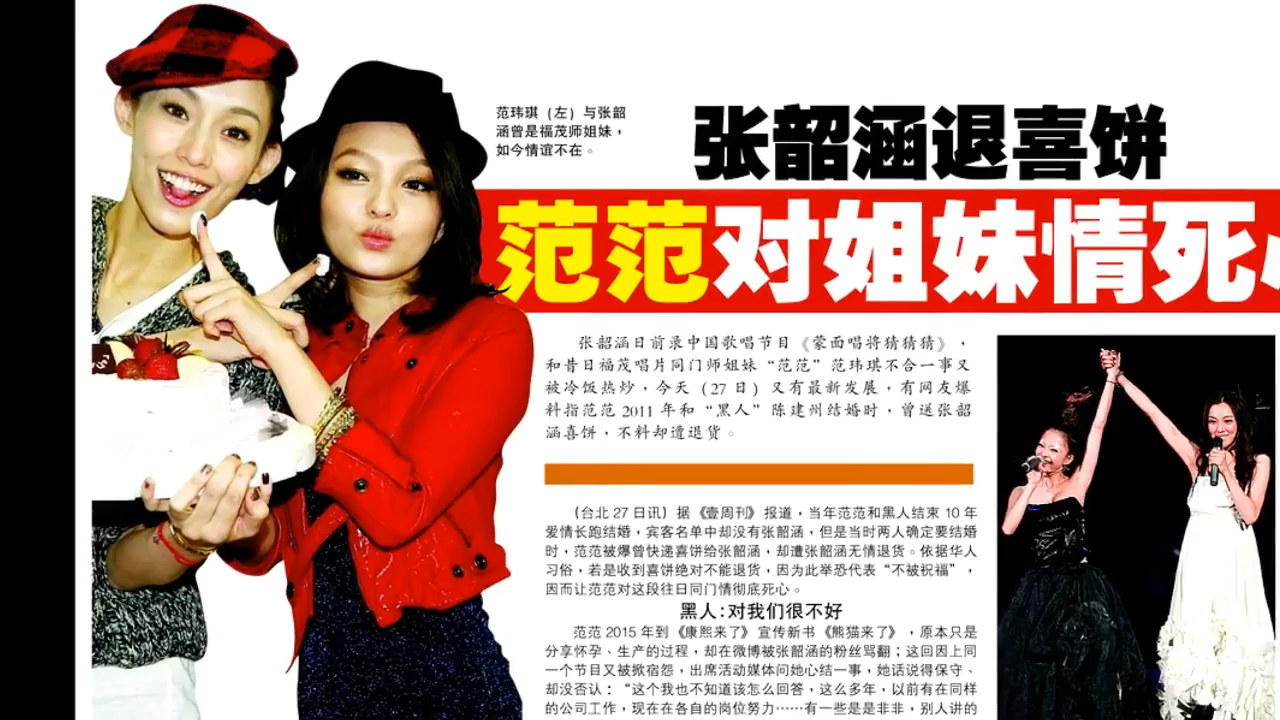 范玮琪（左）与张韶
涵曾是福茂师姐妹，
如今情谊不在。
张韶涵退喜饼
范范对姐妹情死心
张韶涵日前录中国歌唱节目《蒙面唱将猜猜猜》，
和昔日福茂唱片同门师姐妹“范范”范玮琪不合一事又
被冷饭热炒，今天（27日）又有最新发展，有网友爆
料指范范2011年和“黑人”陈建州结婚时，曾送张韶
涵喜饼，不料却遭退货。
（台北27日讯）据《壹周刊》报道，当年范范和黑人结束10年
爱情长跑结婚，宾客名单中却没有张韶涵，但是当时两人确定要结婚
时，范范被爆曾快递喜饼给张韶涵，却遭张韶涵无情退货。依据华人
习俗，若是收到喜饼绝对不能退货，因为此举恐代表“不被祝福”，
因而让范范对这段往日同门情彻底死心。
黑人：对我们很不好
范范2015年到《康熙来了》宣传新书《熊猫来了》，原本只是
分享怀孕、生产的过程，却在微博被张韶涵的粉丝骂翻；这回因上同
一个节目又被掀宿怨，出席活动媒体问她心结一事，她话说得保守、
却没否认：“这个我也不知道该怎么回答，这么多年，以前有在同样
的公司工作，现在在各自的岗位努力……有一些是是非非，别人讲的